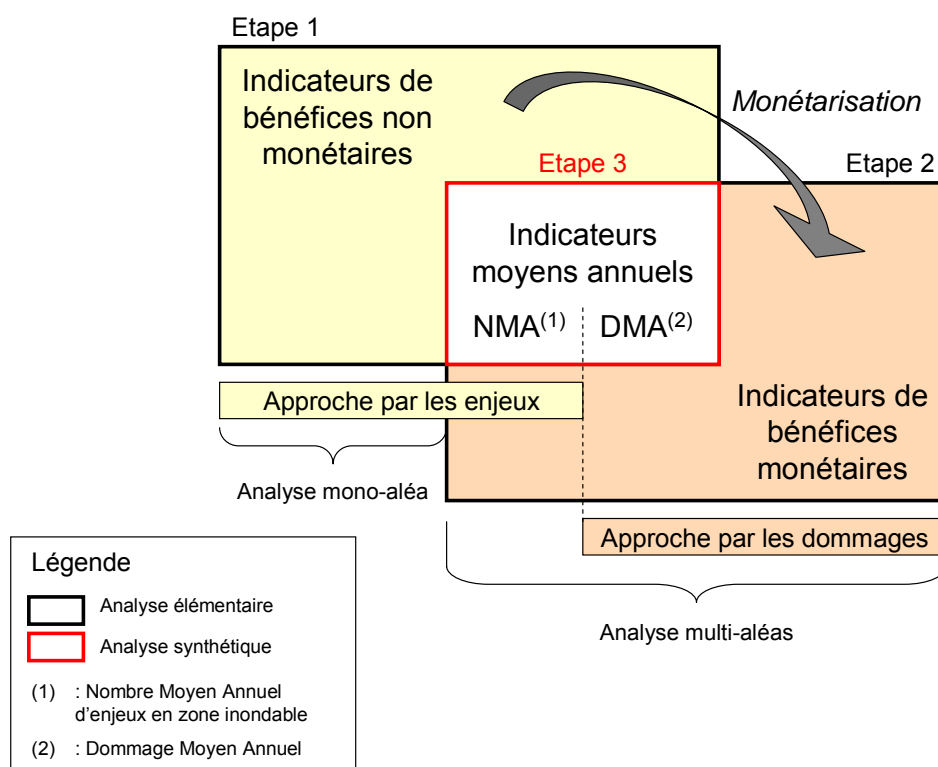 Etape 1
Indicateurs de
bénéfices non
monétaires
Monétarisation
Etape 3
Etape 2
Indicateurs
moyens annuels
NMA(1) DMA(2)
Approche par les enjeux
Indicateurs de
bénéfices
monétaires
Analyse mono-aléa
Approche par les dommages
Analyse multi-aléas
Légende
Analyse élémentaire
Analyse synthétique
(1) : Nombre Moyen Annuel
d'enjeux en zone inondable
(2) : Dommage Moyen Annuel